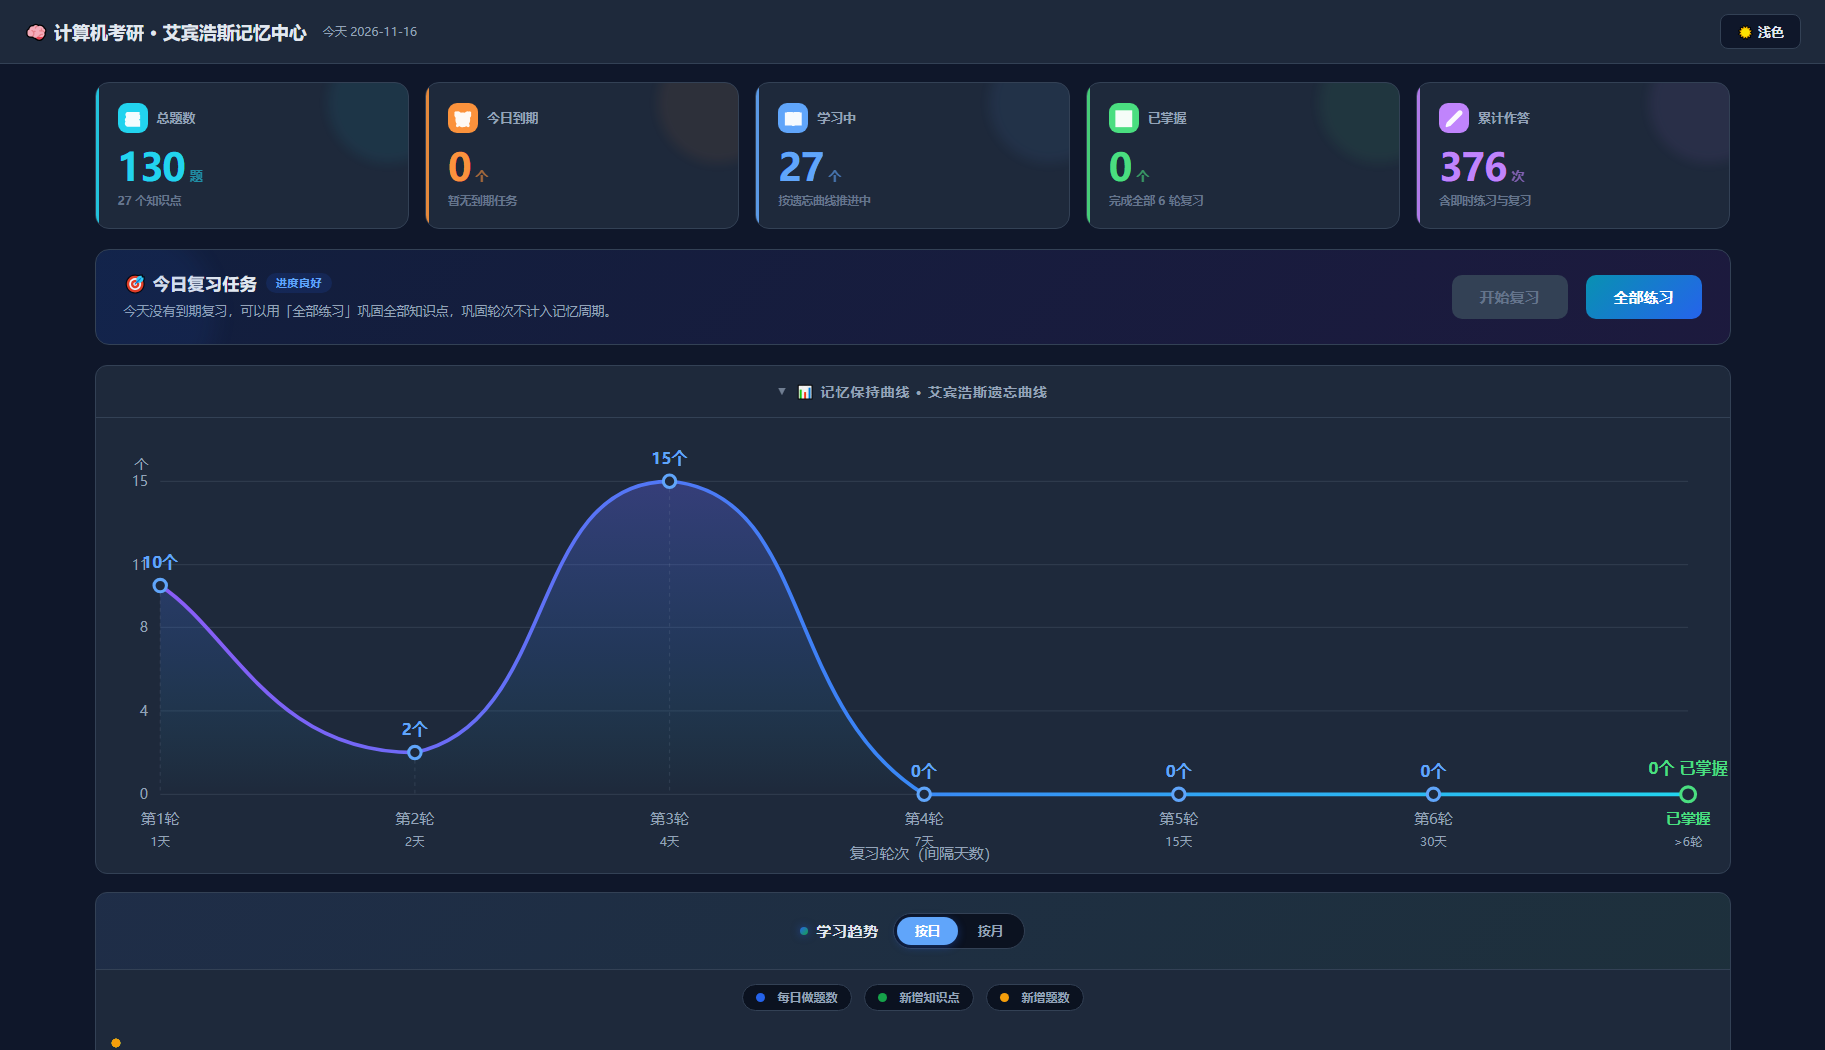 计算机考研 • 艾宾浩斯记忆中心
今天 2026-11-16
浅色
总题数
130 题
27 个知识点
今日到期
0 个
暂无到期任务
学习中
27 个
按遗忘曲线推进中
已掌握
0 个
完成全部 6 轮复习
累计作答
376 次
含即时练习与复习
今日复习任务
进度良好
今天没有到期复习，可以用「全部练习」巩固全部知识点，巩固轮次不计入记忆周期。
开始复习
全部练习
▼ 记忆保持曲线 • 艾宾浩斯遗忘曲线
个
15
11
8
4
0
10个
2个
15个
0个
0个
0个
0个 已掌握
第1轮
1天
第2轮
2天
第3轮
4天
第4轮
7天
第5轮
15天
第6轮
30天
已掌握
>6轮
复习轮次（间隔天数）
学习趋势
按日
按月
每日做题数
新增知识点
新增题数